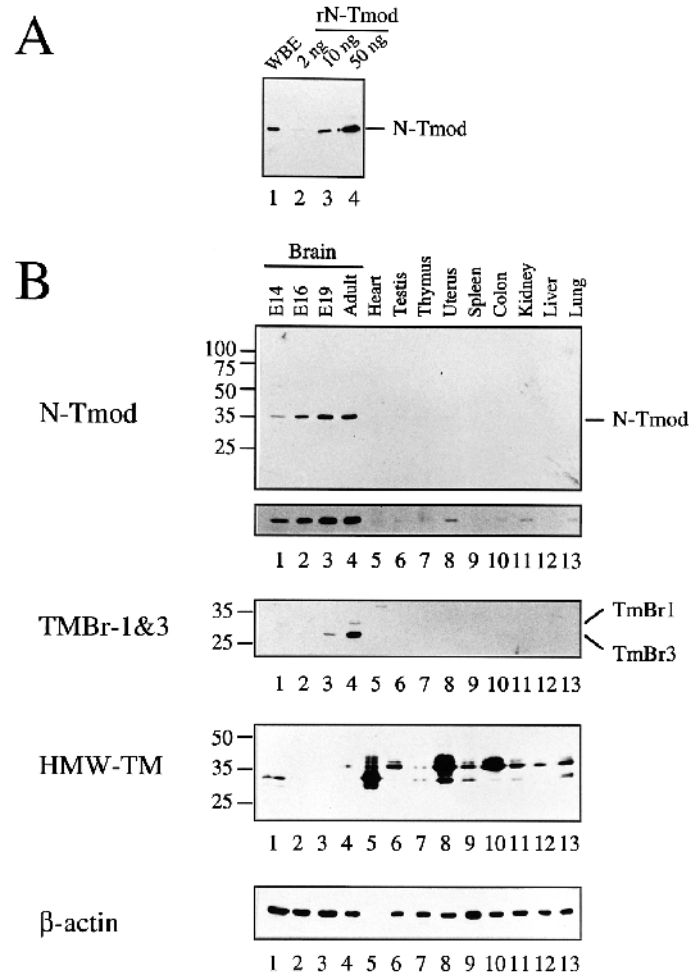 A
rN-Tmod
WBE 2 ng 10 ng 50 ng
N-Tmod
1 2 3 4
B
Brain
E14 E16 E19 Adult Heart Testis Thymus Uterus Spleen Colon Kidney Liver Lung
N-Tmod
100
75
50
35
25
N-Tmod
1 2 3 4 5 6 7 8 9 10 11 12 13
TMBr-1&3
35
25
TmBr1
TmBr3
1 2 3 4 5 6 7 8 9 10 11 12 13
HMW-TM
50
35
25
1 2 3 4 5 6 7 8 9 10 11 12 13
β-actin
1 2 3 4 5 6 7 8 9 10 11 12 13